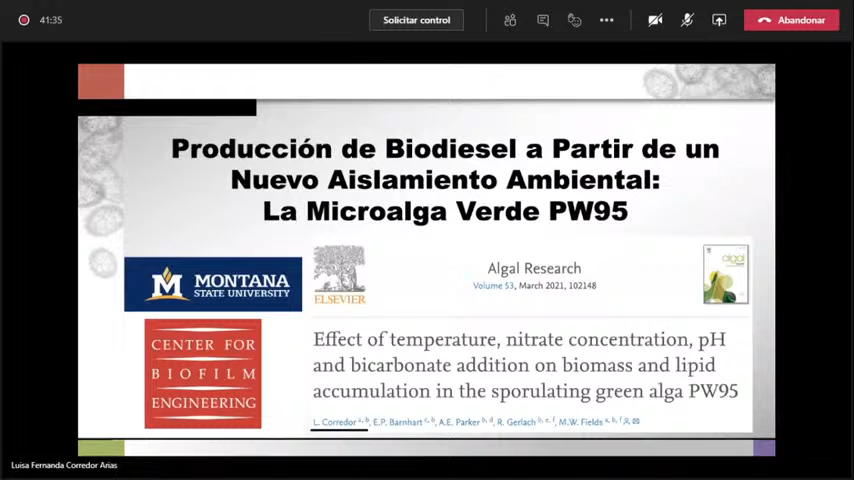 41:35
Solicitar control
Abandonar
Producción de Biodiesel a Partir de un
Nuevo Aislamiento Ambiental:
La Microalga Verde PW95
MONTANA
STATE UNIVERSITY
ELSEVIER
Algal Research
Volume 53, March 2021, 102148
algal
CENTER FOR
BIOFILM
ENGINEERING
Effect of temperature, nitrate concentration, pH
and bicarbonate addition on biomass and lipid
accumulation in the sporulating green alga PW95
L. Corredor a, b, E.P. Barnhart c, b, A.E. Parker b, d, R. Gerlach b, e, f, M.W. Fields a, b, f
Luisa Fernanda Corredor Arias